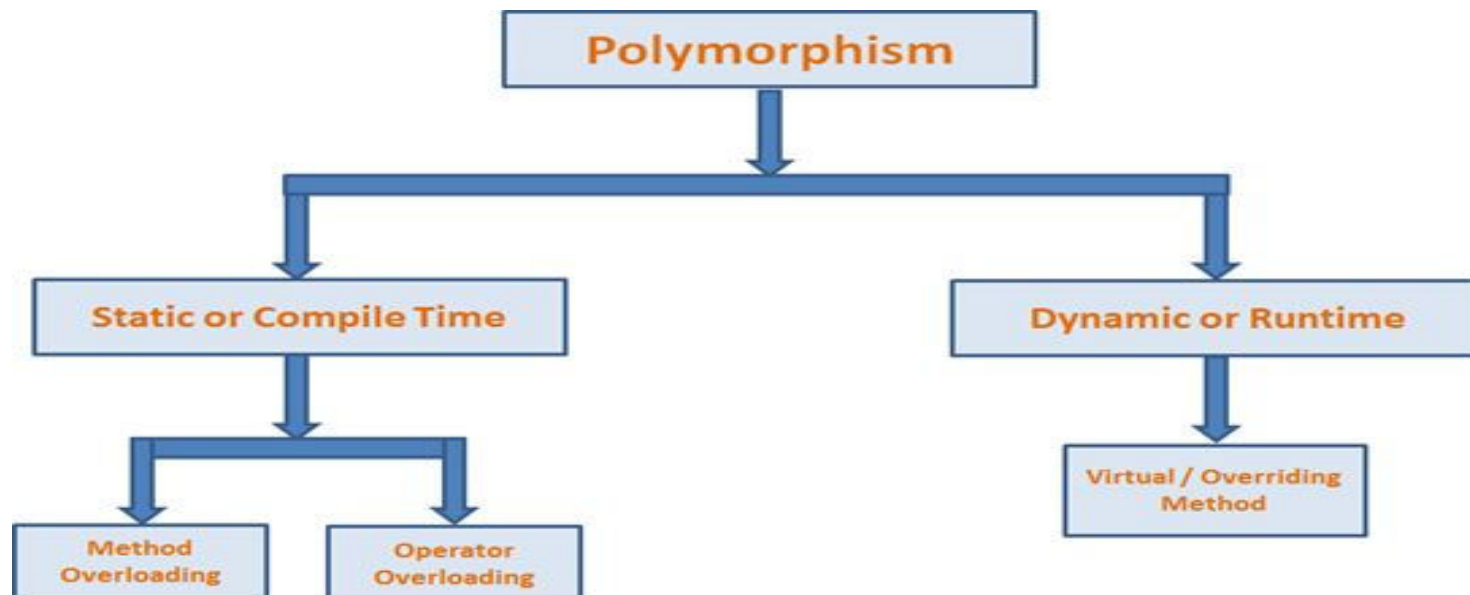 Polymorphism
Static or Compile Time
Dynamic or Runtime
Method
Overloading
Operator
Overloading
Virtual / Overriding
Method